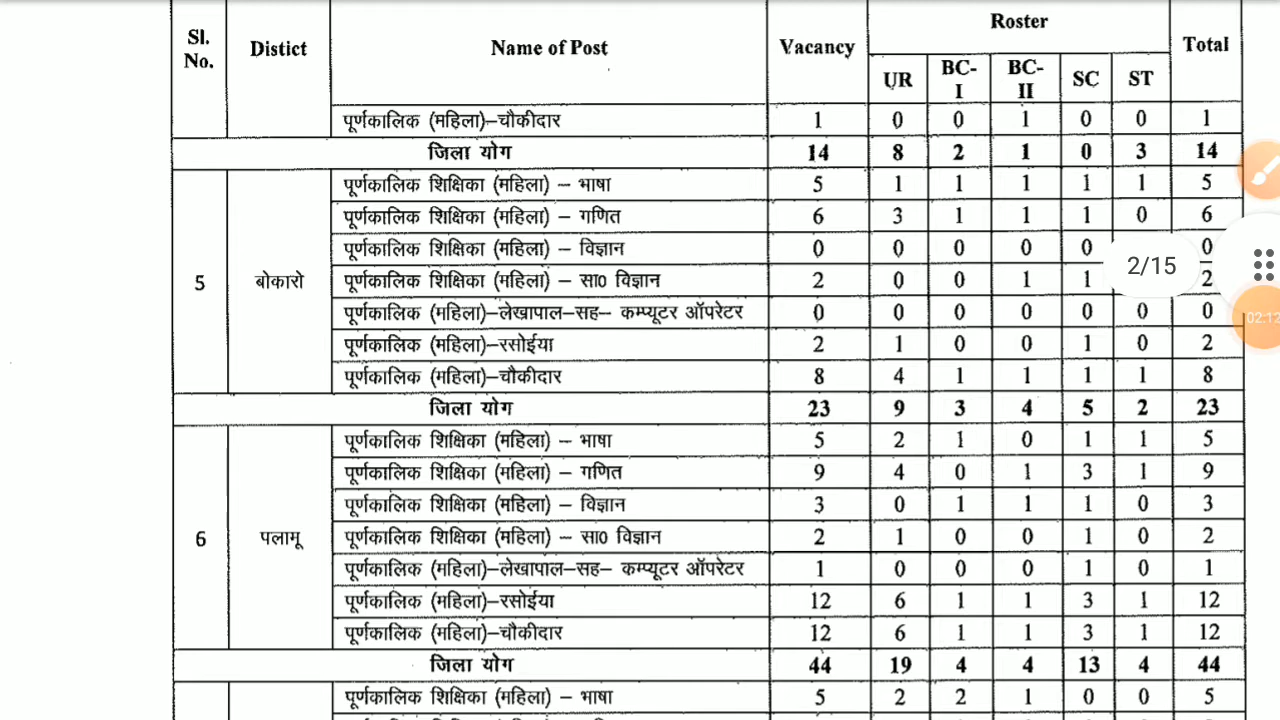 Sl. No. Distict Name of Post Vacancy Roster Total
UR BC-I BC-II SC ST
पूर्णकालिक (महिला)–चौकीदार 1 0 0 1 0 0 1
जिला योग 14 8 2 1 0 3 14
पूर्णकालिक शिक्षिका (महिला) – भाषा 5 1 1 1 1 1 5
पूर्णकालिक शिक्षिका (महिला) – गणित 6 3 1 1 1 0 6
पूर्णकालिक शिक्षिका (महिला) – विज्ञान 0 0 0 0 0 0
2/15
5 बोकारो पूर्णकालिक शिक्षिका (महिला) – सा0 विज्ञान 2 0 0 1 1 2
पूर्णकालिक (महिला)–लेखापाल–सह– कम्प्यूटर ऑपरेटर 0 0 0 0 0 0 0
02:12
पूर्णकालिक (महिला)–रसोईया 2 1 0 0 1 0 2
पूर्णकालिक (महिला)–चौकीदार 8 4 1 1 1 1 8
जिला योग 23 9 3 4 5 2 23
पूर्णकालिक शिक्षिका (महिला) – भाषा 5 2 1 0 1 1 5
पूर्णकालिक शिक्षिका (महिला) – गणित 9 4 0 1 3 1 9
पूर्णकालिक शिक्षिका (महिला) – विज्ञान 3 0 1 1 1 0 3
6 पलामू पूर्णकालिक शिक्षिका (महिला) – सा0 विज्ञान 2 1 0 0 1 0 2
पूर्णकालिक (महिला)–लेखापाल–सह– कम्प्यूटर ऑपरेटर 1 0 0 0 1 0 1
पूर्णकालिक (महिला)–रसोईया 12 6 1 1 3 1 12
पूर्णकालिक (महिला)–चौकीदार 12 6 1 1 3 1 12
जिला योग 44 19 4 4 13 4 44
पूर्णकालिक शिक्षिका (महिला) – भाषा 5 2 2 1 0 0 5